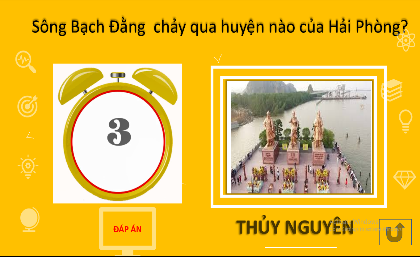 Sông Bạch Đằng chảy qua huyện nào của Hải Phòng?
3
ĐÁP ÁN
THỦY NGUYÊN